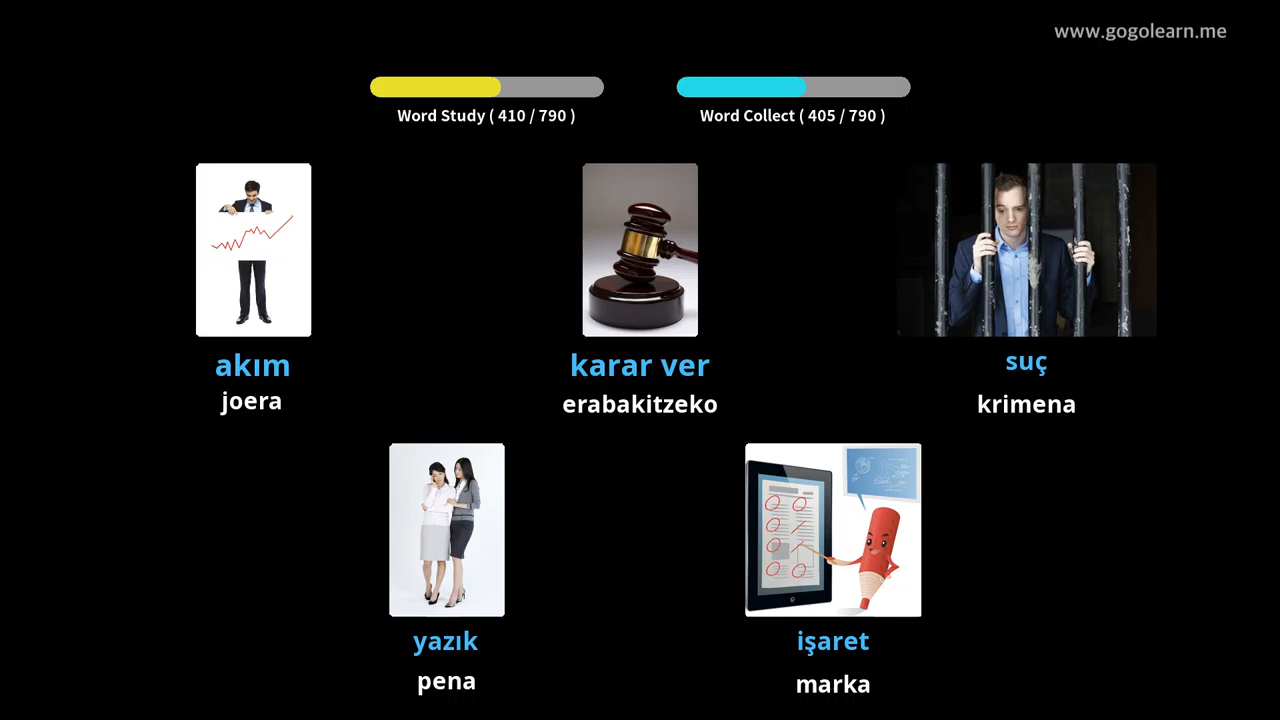 www.gogolearn.me
Word Study ( 410 / 790 )
Word Collect ( 405 / 790 )
akım
joera
karar ver
erabakitzeko
suç
krimena
yazık
pena
işaret
marka